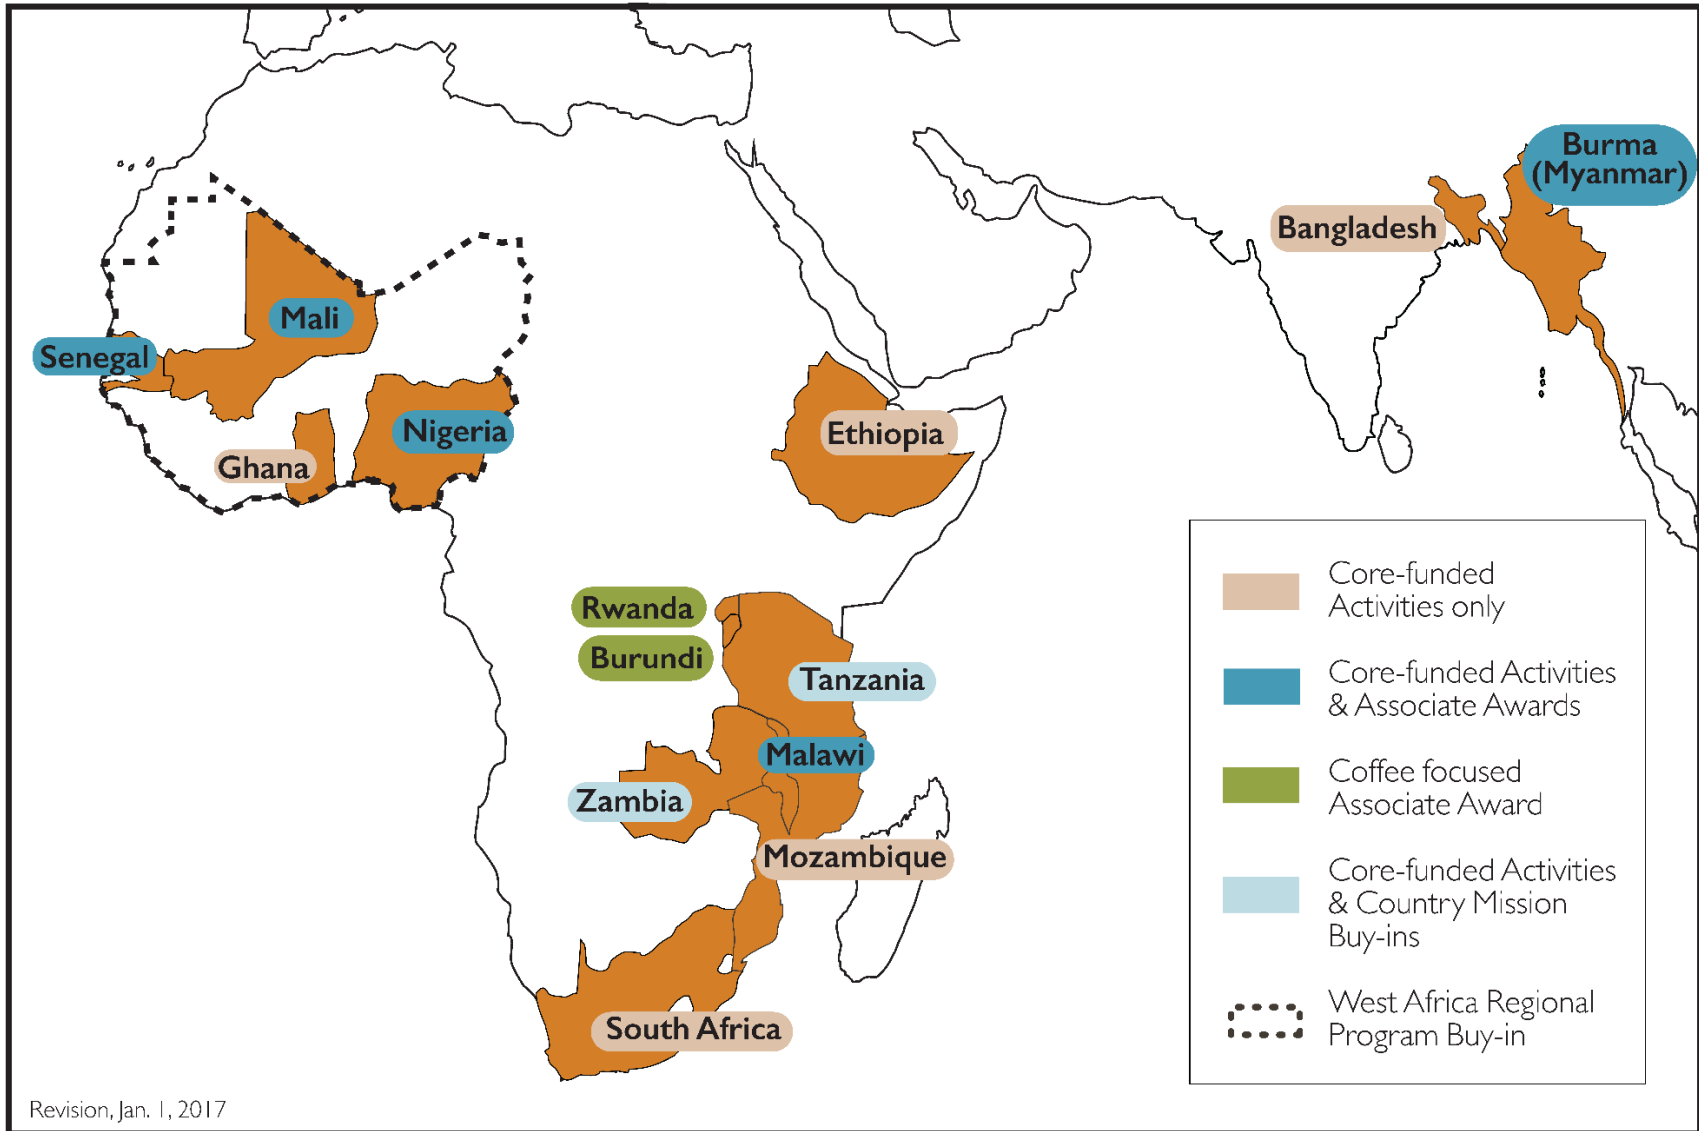 Burma
(Myanmar)
Bangladesh
Mali
Senegal
Nigeria
Ghana
Ethiopia
Rwanda
Burundi
Tanzania
Malawi
Zambia
Mozambique
South Africa
Core-funded
Activities only
Core-funded Activities
& Associate Awards
Coffee focused
Associate Award
Core-funded Activities
& Country Mission
Buy-ins
West Africa Regional
Program Buy-in
Revision, Jan. 1, 2017